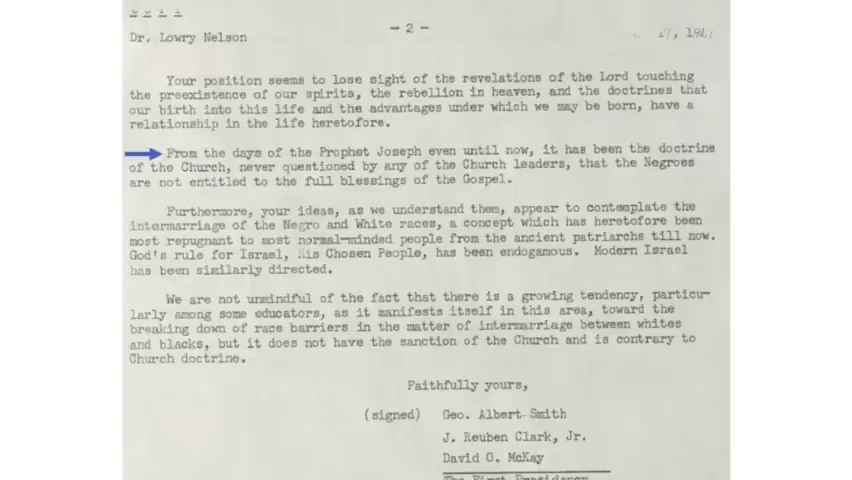 - 2 -
Dr. Lowry Nelson
17, 194
Your position seems to lose sight of the revelations of the Lord touching
the preexistence of our spirits, the rebellion in heaven, and the doctrines that
our birth into this life and the advantages under which we may be born, have a
relationship in the life heretofore.
From the days of the Prophet Joseph even until now, it has been the doctrine
of the Church, never questioned by any of the Church leaders, that the Negroes
are not entitled to the full blessings of the Gospel.
Furthermore, your ideas, as we understand them, appear to contemplate the
intermarriage of the Negro and White races, a concept which has heretofore been
most repugnant to most normal-minded people from the ancient patriarchs till now.
God's rule for Israel, His Chosen People, has been endogamous. Modern Israel
has been similarly directed.
We are not unmindful of the fact that there is a growing tendency, particu-
larly among some educators, as it manifests itself in this area, toward the
breaking down of race barriers in the matter of intermarriage between whites
and blacks, but it does not have the sanction of the Church and is contrary to
Church doctrine.
Faithfully yours,
(signed) Geo. Albert Smith
J. Reuben Clark, Jr.
David O. McKay
The First Presidency